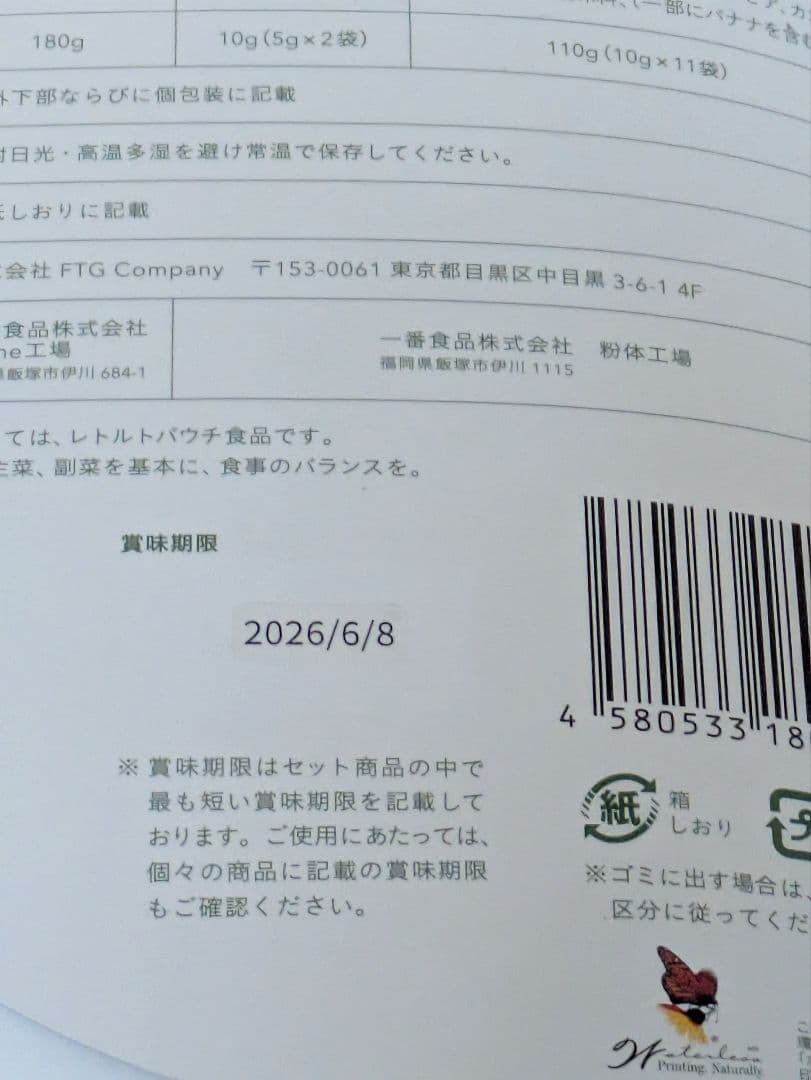 一部にバナナを含む
180g 10g(5g×2袋) 110g(10g×11袋)
外下部ならびに個包装に記載
射日光・高温多湿を避け常温で保存してください。
しおりに記載
会社 FTG Company 〒153-0061 東京都目黒区中目黒 3-6-1 4F
食品株式会社
ne工場
飯塚市伊川 684-1
一番食品株式会社 粉体工場
福岡県飯塚市伊川 1115
ては、レトルトパウチ食品です。
主菜、副菜を基本に、食事のバランスを。
賞味期限
2026/6/8
※ 賞味期限はセット商品の中で
最も短い賞味期限を記載して
おります。ご使用にあたっては、
個々の商品に記載の賞味期限
もご確認ください。
4 580533 18
紙 箱
しおり
プ
※ゴミに出す場合は、
区分に従ってくだ
Waterless
Printing. Naturally.